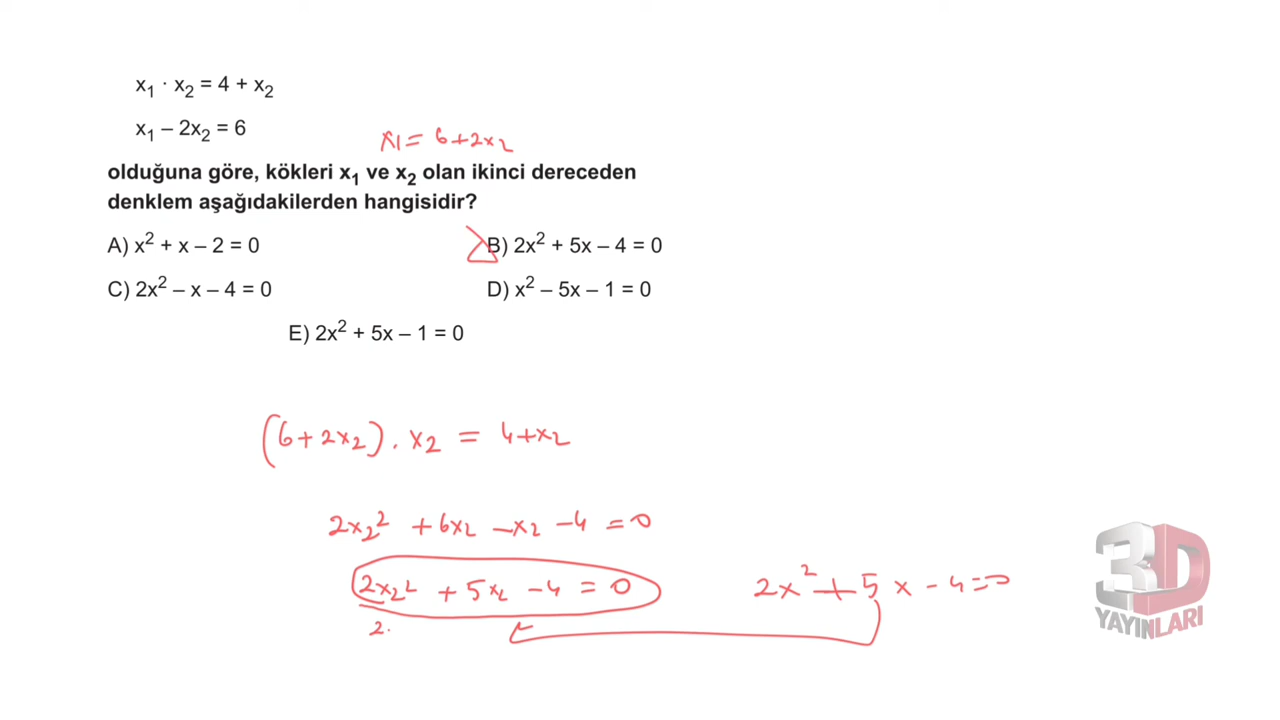 x₁ · x₂ = 4 + x₂
x₁ – 2x₂ = 6
x1 = 6+2x₂
olduğuna göre, kökleri x₁ ve x₂ olan ikinci dereceden
denklem aşağıdakilerden hangisidir?
A) x² + x – 2 = 0
B) 2x² + 5x – 4 = 0
C) 2x² – x – 4 = 0
D) x² – 5x – 1 = 0
E) 2x² + 5x – 1 = 0
(6+2x₂) . x₂ = 4+x₂
2x₂² +6x₂ –x₂ –4 = 0
2x₂² + 5x₂ –4 = 0
2x² + 5x – 4 = 0
2.
3D
YAYINLARI